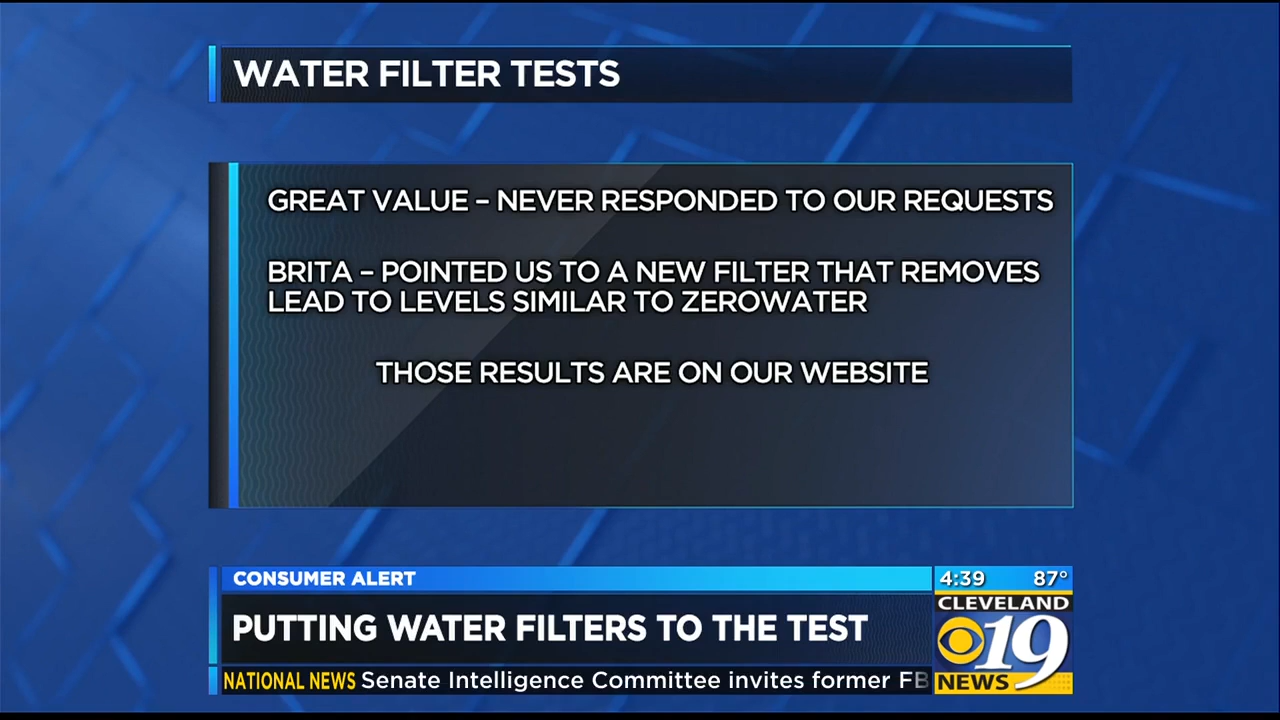 WATER FILTER TESTS
GREAT VALUE – NEVER RESPONDED TO OUR REQUESTS
BRITA – POINTED US TO A NEW FILTER THAT REMOVES
LEAD TO LEVELS SIMILAR TO ZEROWATER
THOSE RESULTS ARE ON OUR WEBSITE
CONSUMER ALERT
4:39 87°
PUTTING WATER FILTERS TO THE TEST
CLEVELAND
19
NEWS
NATIONAL NEWS Senate Intelligence Committee invites former FB